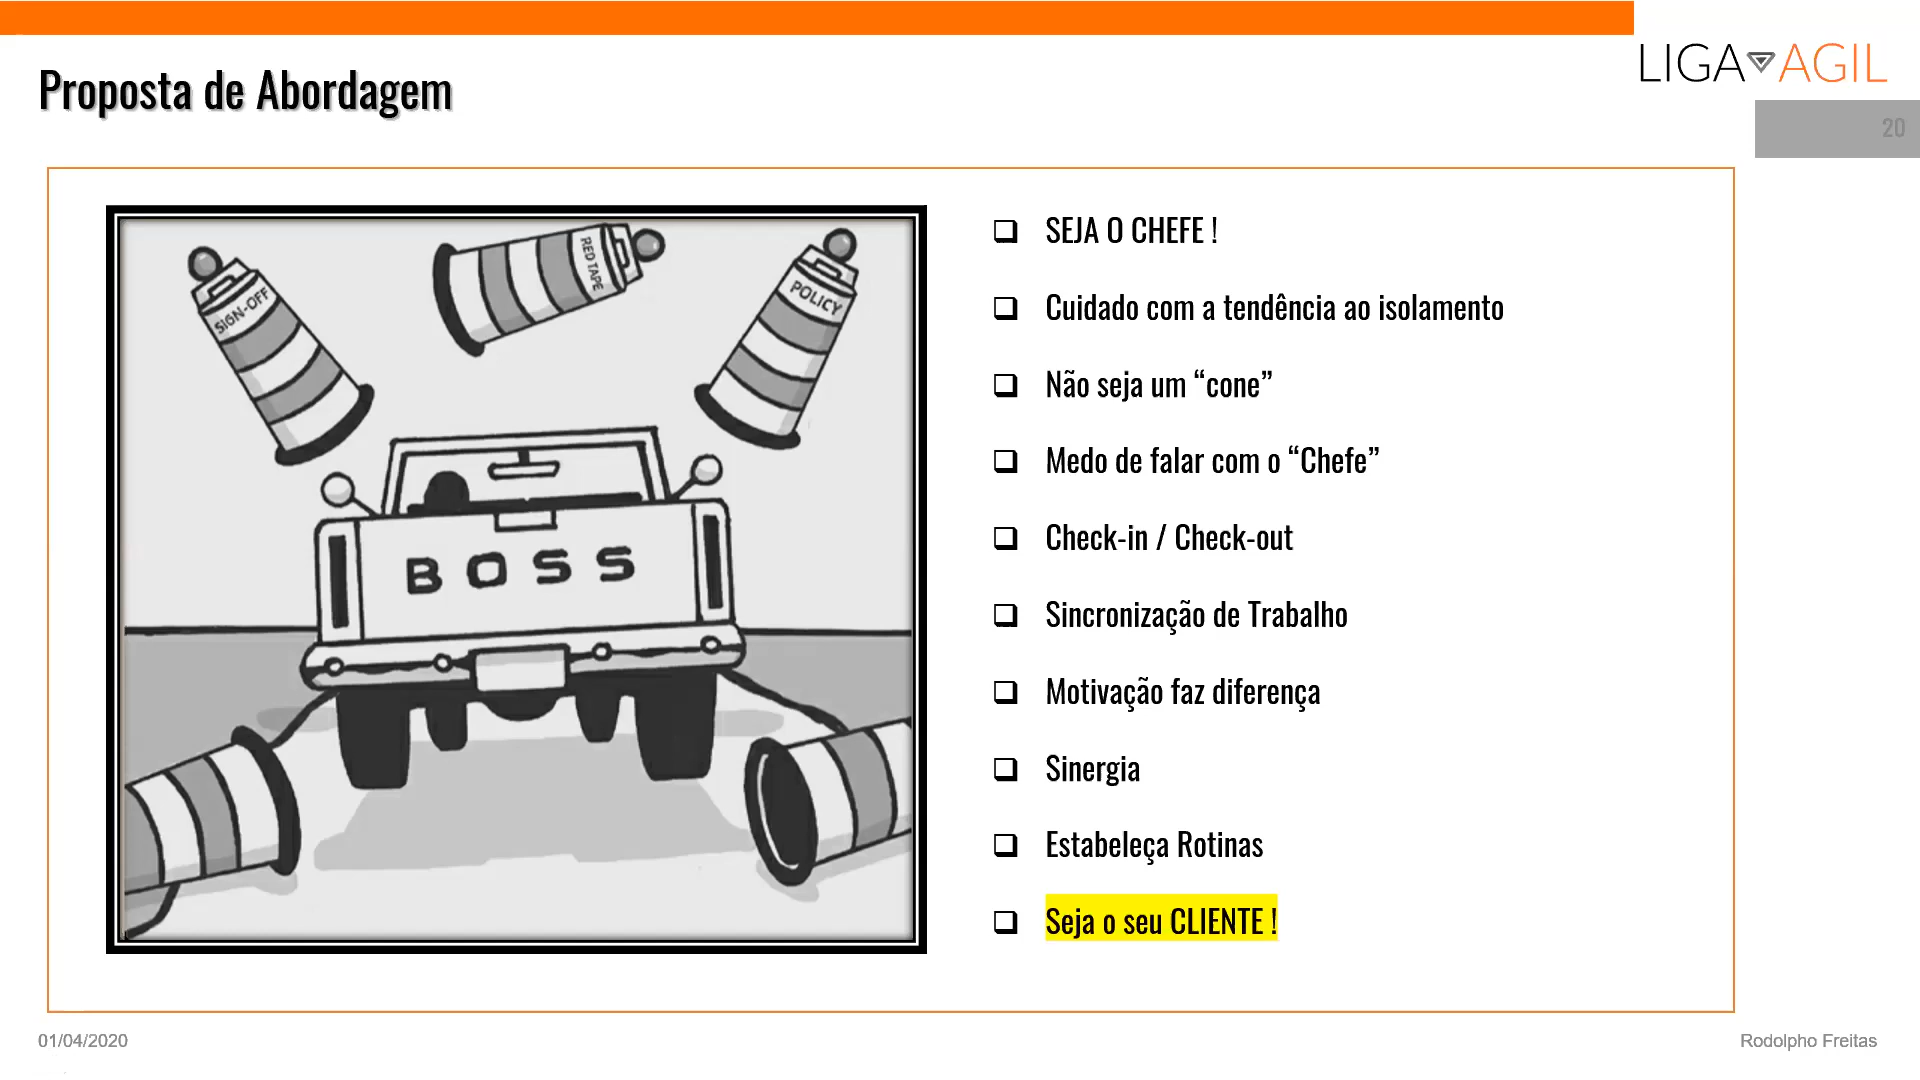 LIGA AGIL
Proposta de Abordagem
20
SIGN-OFF
RED TAPE
POLICY
BOSS
SEJA O CHEFE !
Cuidado com a tendência ao isolamento
Não seja um “cone”
Medo de falar com o “Chefe”
Check-in / Check-out
Sincronização de Trabalho
Motivação faz diferença
Sinergia
Estabeleça Rotinas
Seja o seu CLIENTE !
01/04/2020
Rodolpho Freitas